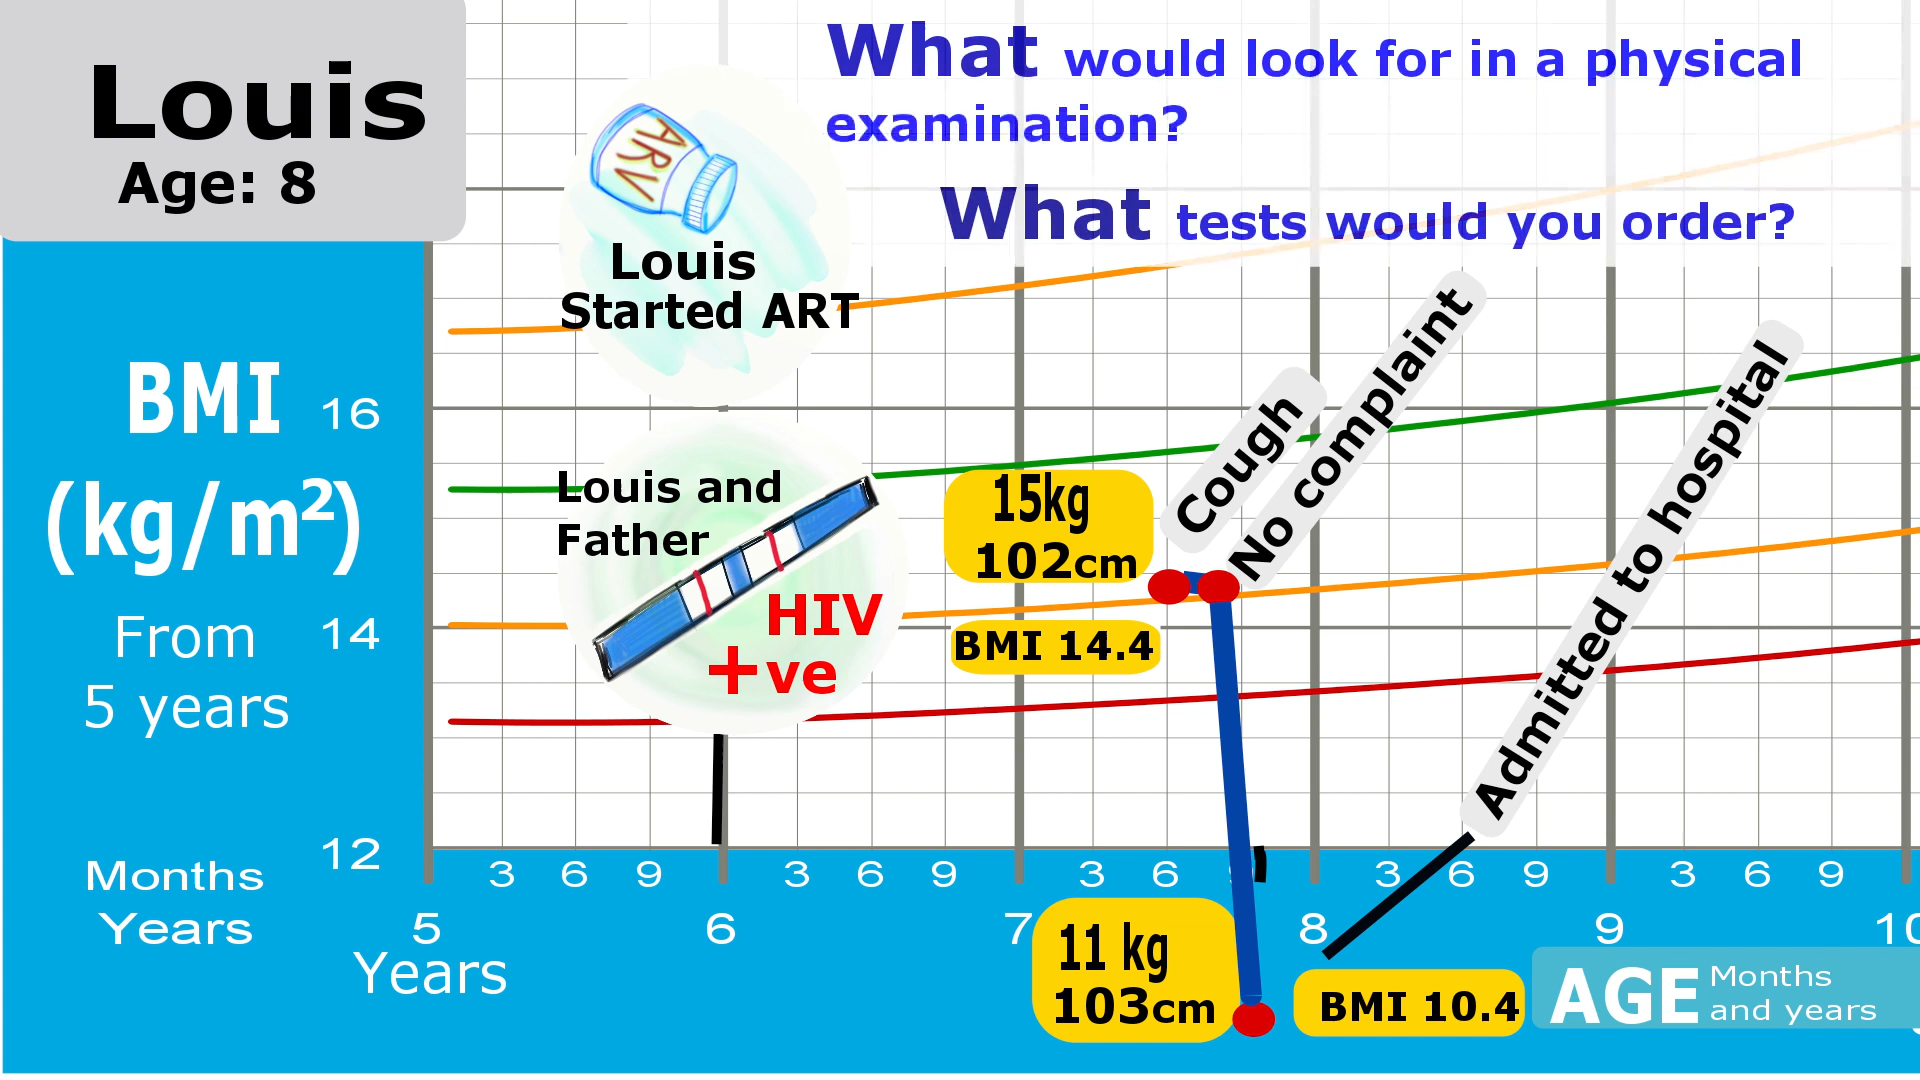 Louis
Age: 8
What would look for in a physical
examination?
What tests would you order?
ARV
Louis
Started ART
Louis and
Father
HIV
+ve
BMI
(kg/m²)
From
5 years
16
14
12
15kg
102cm
BMI 14.4
Cough
No complaint
Admitted to hospital
Months
3 6 9 3 6 9 3 6 3 6 9 3 6 9
Years
5 6 7 8 9 10
Years
11 kg
103cm
BMI 10.4
AGE Months
and years